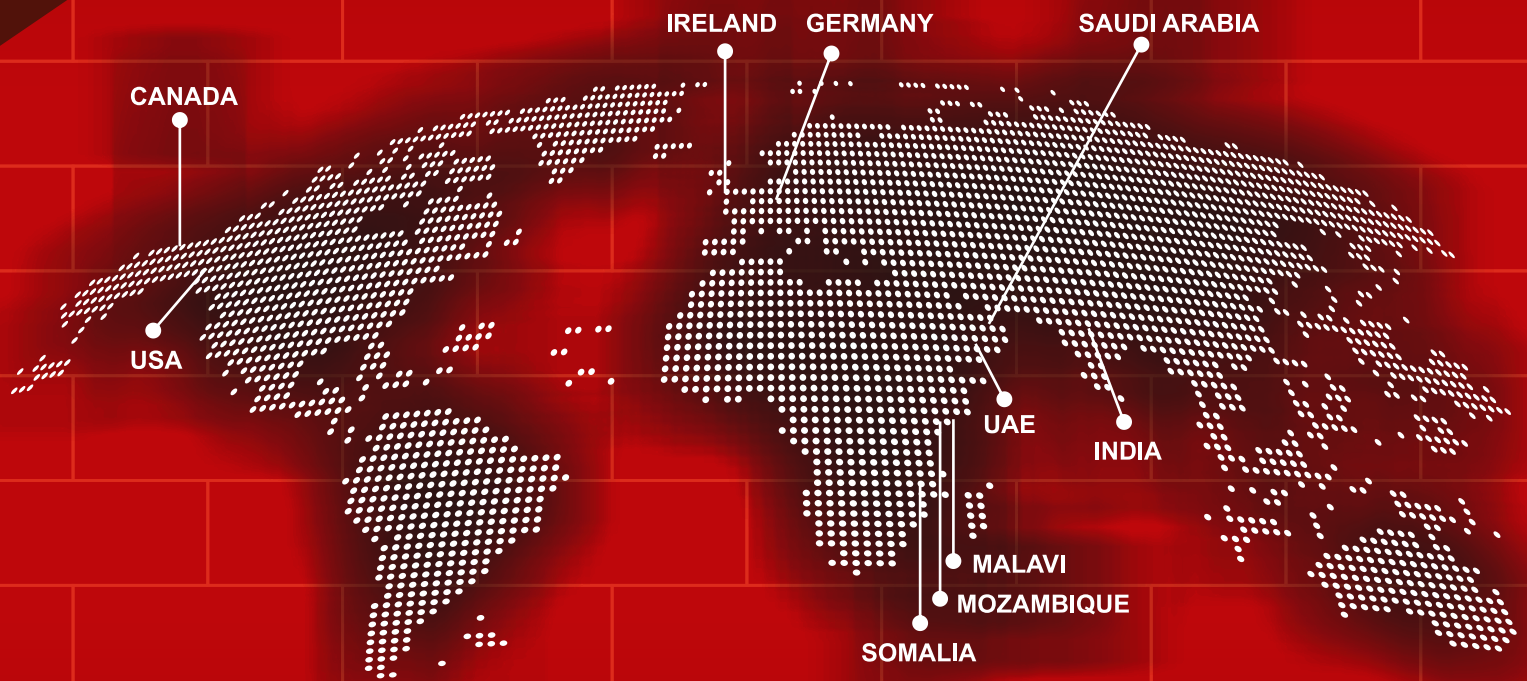 IRELAND
GERMANY
SAUDI ARABIA
CANADA
USA
UAE
INDIA
MALAVI
MOZAMBIQUE
SOMALIA